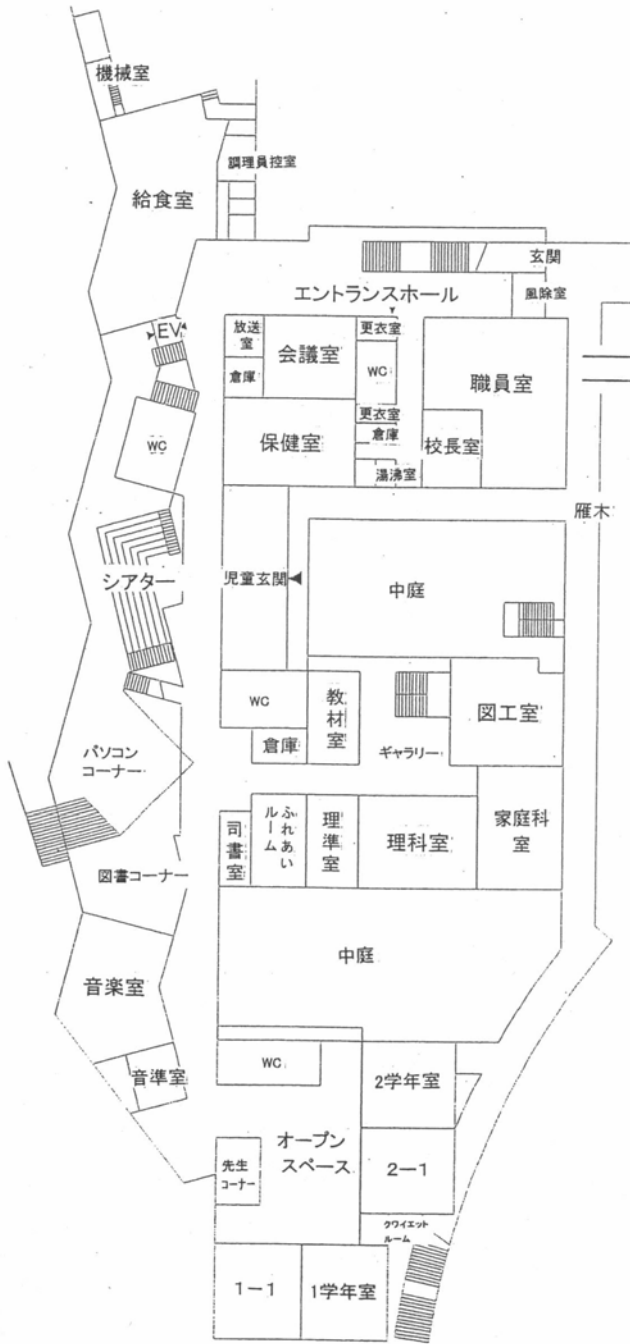 機械室
調理員控室
給食室
玄関
風除室
エントランスホール
EV
放送
室
会議室
更衣室
WC
職員室
倉庫
更衣室
倉庫
校長室
保健室
湯沸室
WC
雁木
シアター
児童玄関
中庭
WC
教
材
室
図工室
倉庫
ギャラリー
パソコン
コーナー
司
書
室
ふれあい
ルーム
理
準
室
理科室
家庭科
室
図書コーナー
中庭
音楽室
音準室
WC
2学年室
オープン
スペース
先生
コーナー
2ー1
クワイエット
ルーム
1ー1
1学年室